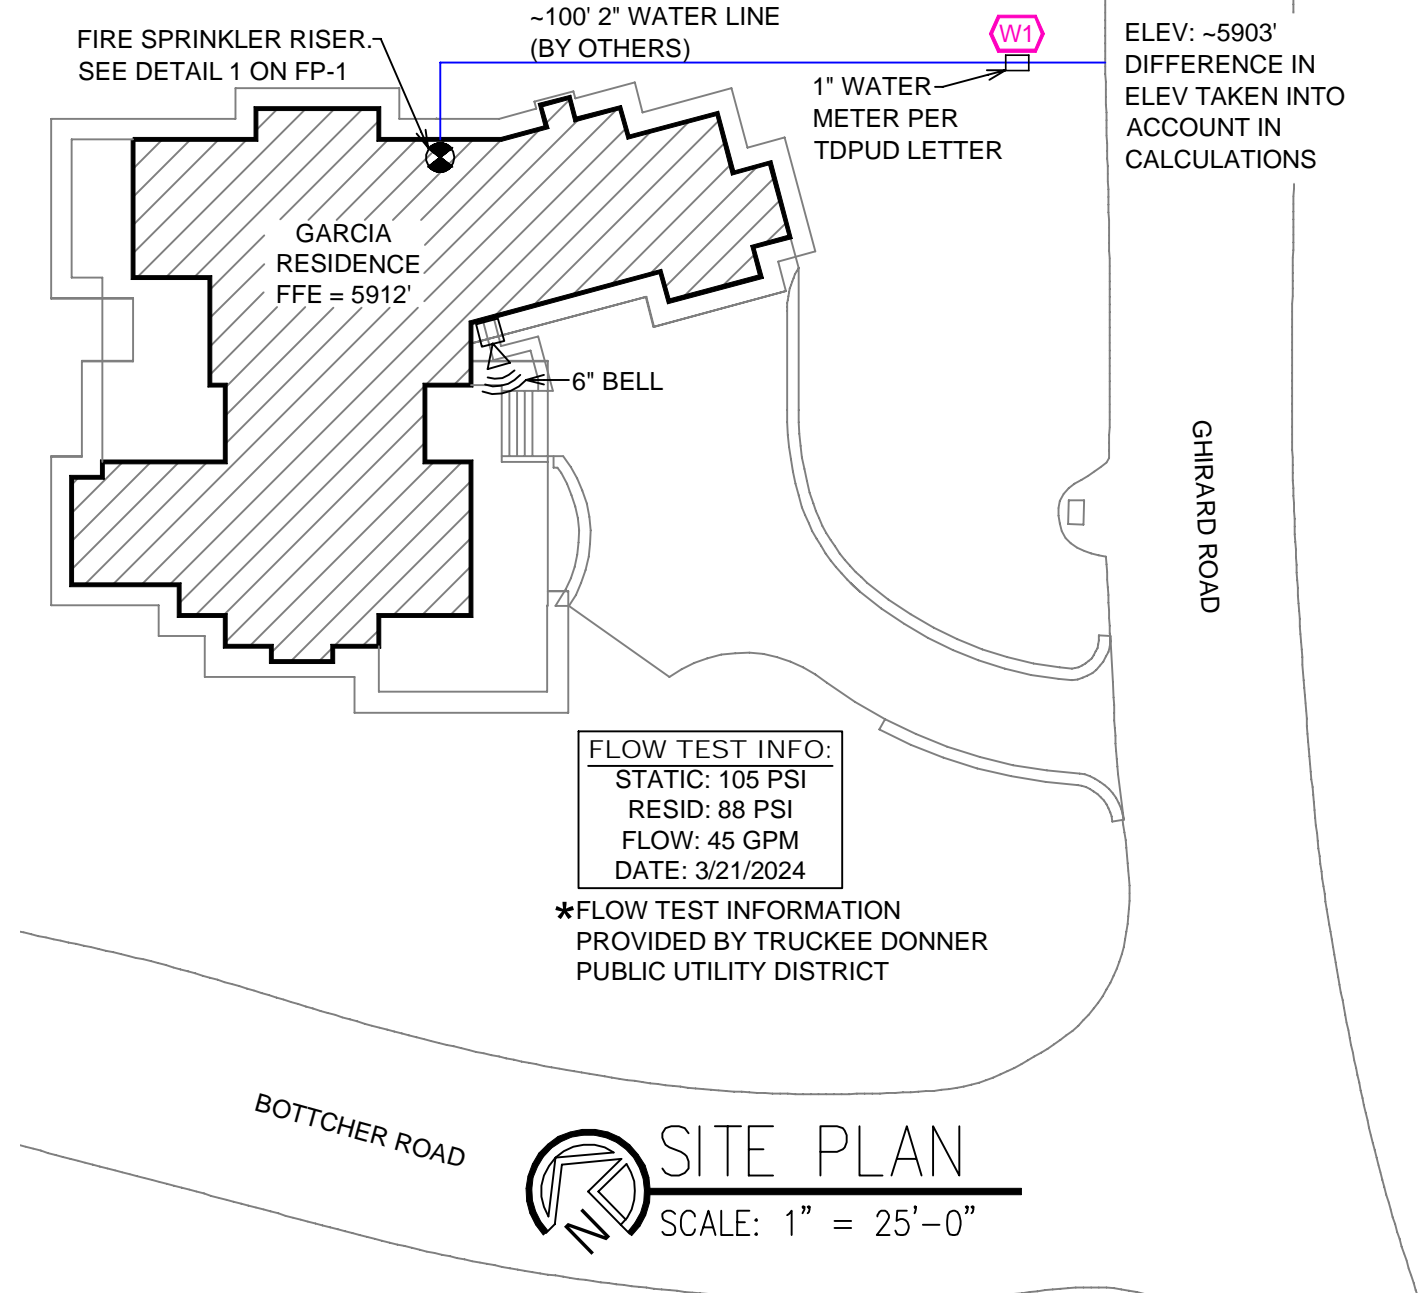 ~100' 2" WATER LINE
(BY OTHERS)
FIRE SPRINKLER RISER.
SEE DETAIL 1 ON FP-1
W1
1" WATER
METER PER
TDPUD LETTER
ELEV: ~5903'
DIFFERENCE IN
ELEV TAKEN INTO
ACCOUNT IN
CALCULATIONS
GARCIA
RESIDENCE
FFE = 5912'
6" BELL
GHIRARD ROAD
FLOW TEST INFO:
STATIC: 105 PSI
RESID: 88 PSI
FLOW: 45 GPM
DATE: 3/21/2024
*FLOW TEST INFORMATION
PROVIDED BY TRUCKEE DONNER
PUBLIC UTILITY DISTRICT
BOTTCHER ROAD
N
SITE PLAN
SCALE: 1" = 25'-0"